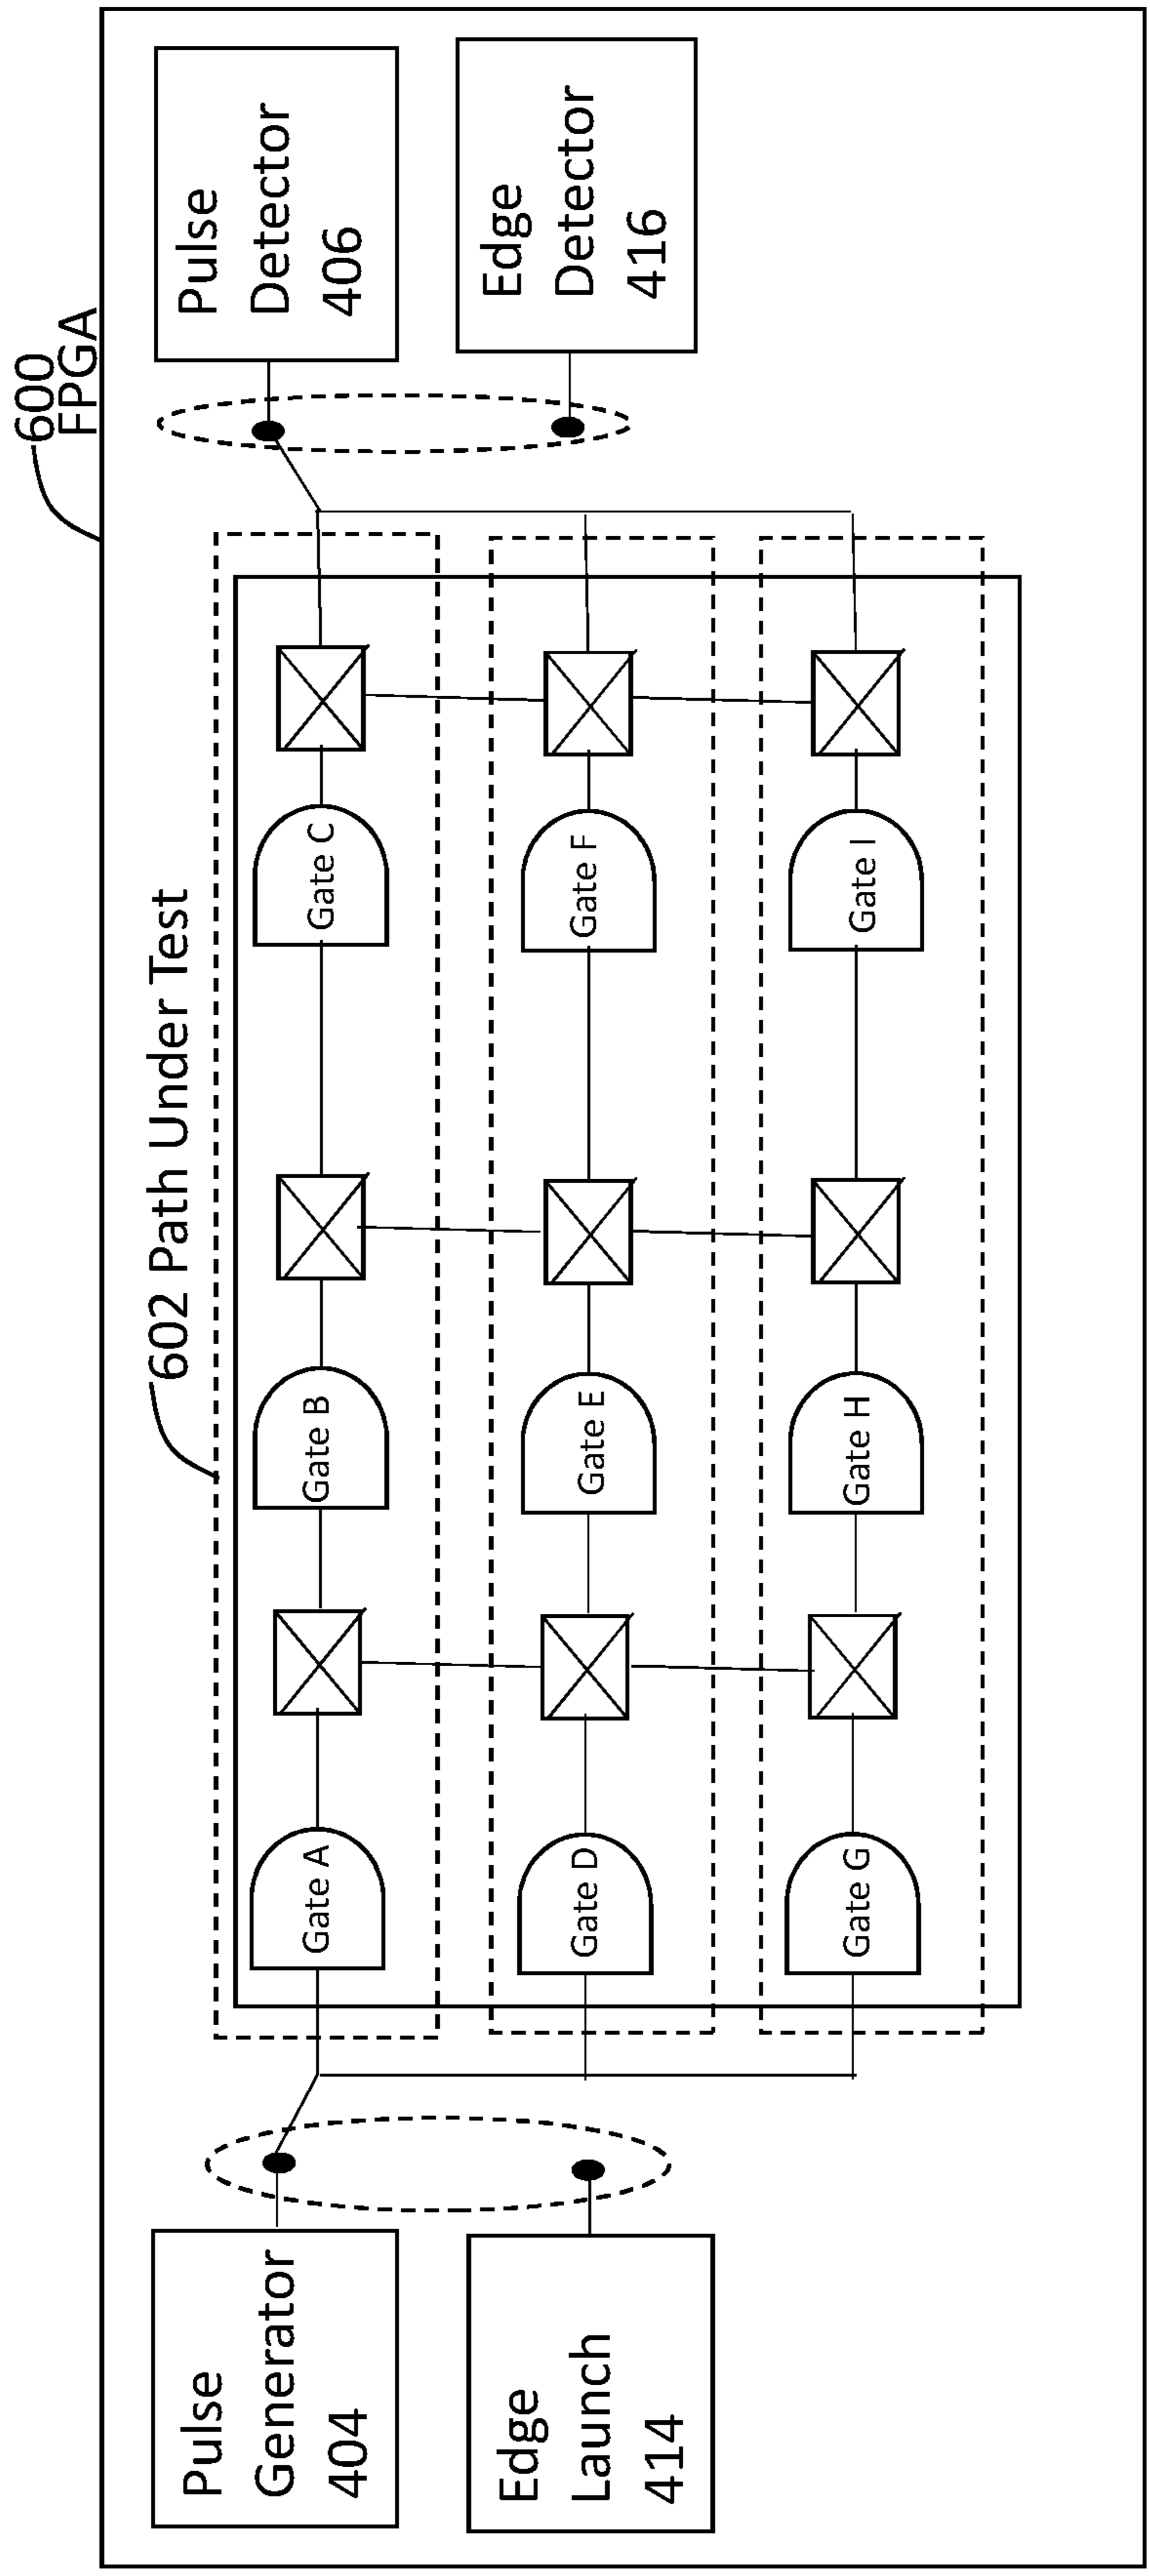 600
FPGA
602 Path Under Test
Pulse
Generator
404
Edge
Launch
414
Gate A
Gate B
Gate C
Gate D
Gate E
Gate F
Gate G
Gate H
Gate I
Pulse
Detector
406
Edge
Detector
416